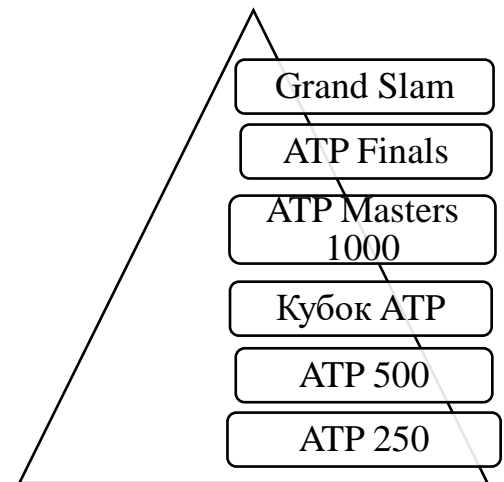 Grand Slam
ATP Finals
ATP Masters
1000
Кубок ATP
ATP 500
ATP 250